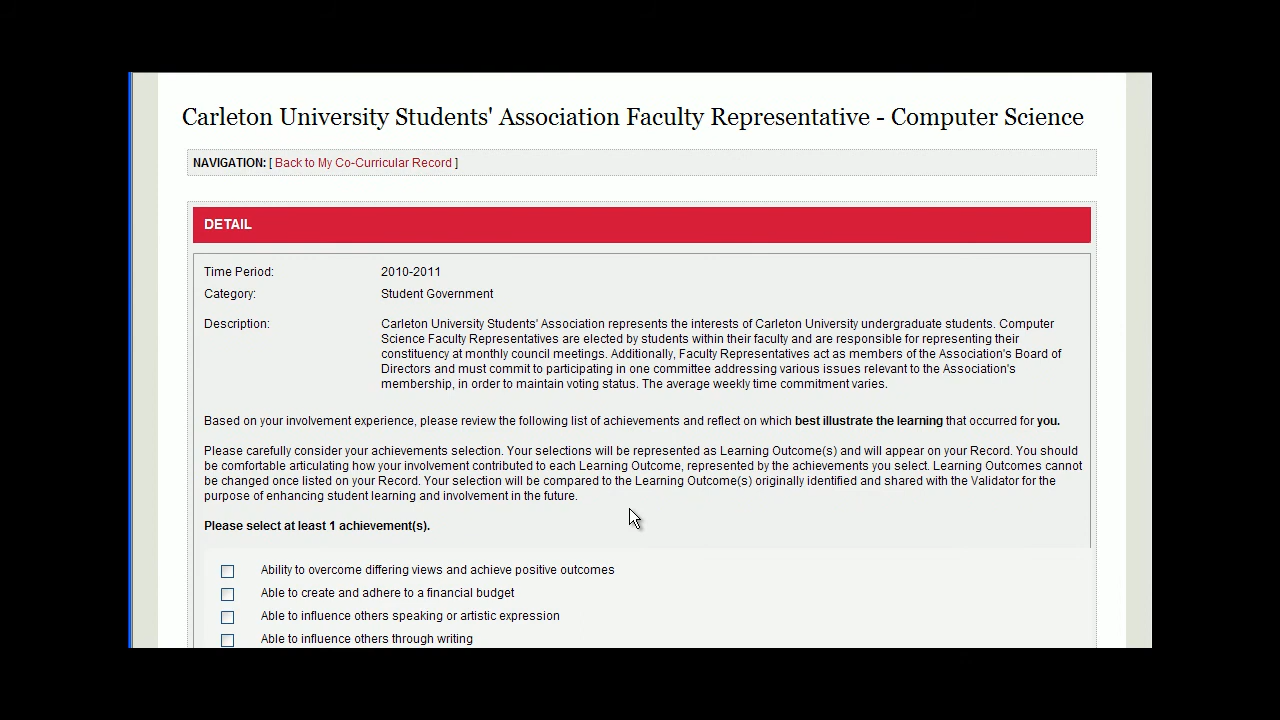 Carleton University Students' Association Faculty Representative - Computer Science
NAVIGATION: [ Back to My Co-Curricular Record ]
DETAIL
Time Period: 2010-2011
Category: Student Government
Description: Carleton University Students' Association represents the interests of Carleton University undergraduate students. Computer
Science Faculty Representatives are elected by students within their faculty and are responsible for representing their
constituency at monthly council meetings. Additionally, Faculty Representatives act as members of the Association's Board of
Directors and must commit to participating in one committee addressing various issues relevant to the Association's
membership, in order to maintain voting status. The average weekly time commitment varies.
Based on your involvement experience, please review the following list of achievements and reflect on which best illustrate the learning that occurred for you.
Please carefully consider your achievements selection. Your selections will be represented as Learning Outcome(s) and will appear on your Record. You should
be comfortable articulating how your involvement contributed to each Learning Outcome, represented by the achievements you select. Learning Outcomes cannot
be changed once listed on your Record. Your selection will be compared to the Learning Outcome(s) originally identified and shared with the Validator for the
purpose of enhancing student learning and involvement in the future.
Please select at least 1 achievement(s).
Ability to overcome differing views and achieve positive outcomes
Able to create and adhere to a financial budget
Able to influence others speaking or artistic expression
Able to influence others through writing